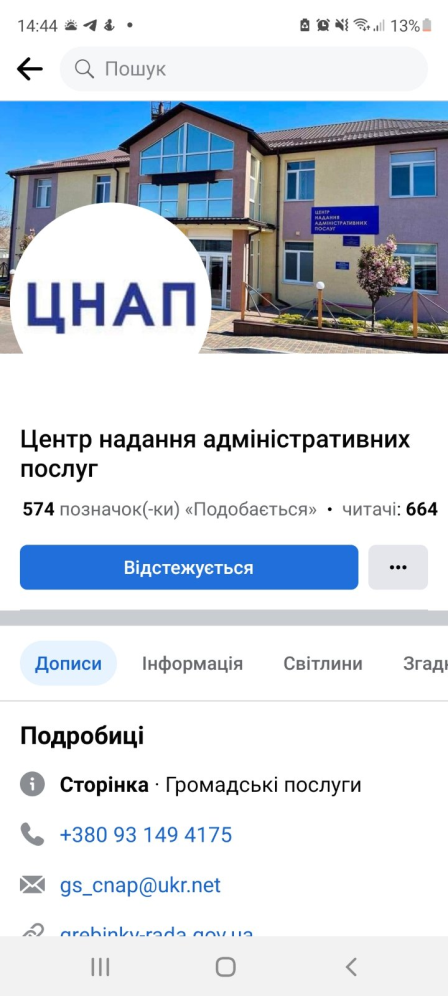 14:44
13%
Пошук
ЦЕНТР
НАДАННЯ
АДМІНІСТРАТИВНИХ
ПОСЛУГ
ЦНАП
Центр надання адміністративних
послуг
574 позначок(-ки) «Подобається» • читачі: 664
Відстежується
Дописи Інформація Світлини Згадк
Подробиці
Сторінка · Громадські послуги
+380 93 149 4175
gs_cnap@ukr.net
grebinky-rada.gov.ua